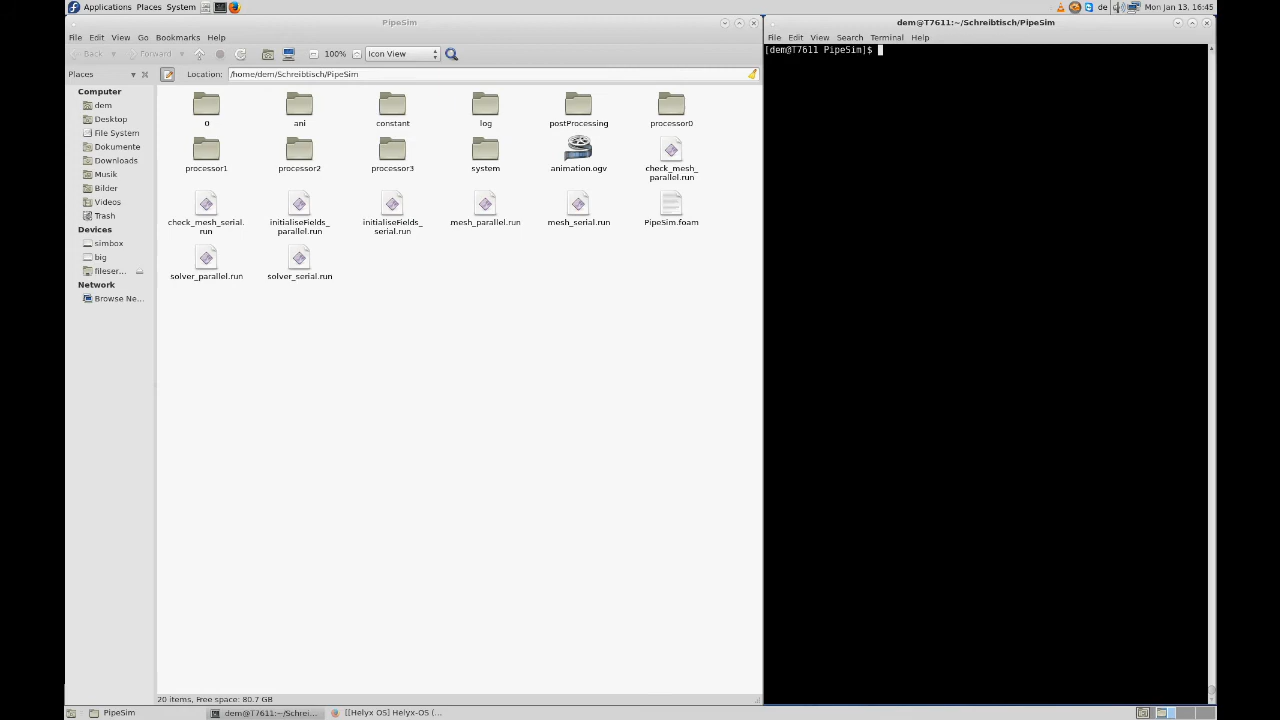 Applications Places System
de Mon Jan 13, 16:45
PipeSim
File Edit View Go Bookmarks Help
Back Forward 100% Icon View
Places Location: /home/dem/Schreibtisch/PipeSim
Computer
dem
Desktop
File System
Dokumente
Downloads
Musik
Bilder
Videos
Trash
Devices
simbox
big
fileser...
Network
Browse Ne...
0 ani constant log postProcessing processor0
processor1 processor2 processor3 system animation.ogv check_mesh_
parallel.run
check_mesh_serial. initialiseFields_ initialiseFields_ mesh_parallel.run mesh_serial.run PipeSim.foam
run parallel.run serial.run
solver_parallel.run solver_serial.run
20 items, Free space: 80.7 GB
dem@T7611:~/Schreibtisch/PipeSim
File Edit View Search Terminal Help
[dem@T7611 PipeSim]$
PipeSim dem@T7611:~/Schrei... [[Helyx OS] Helyx-OS (...